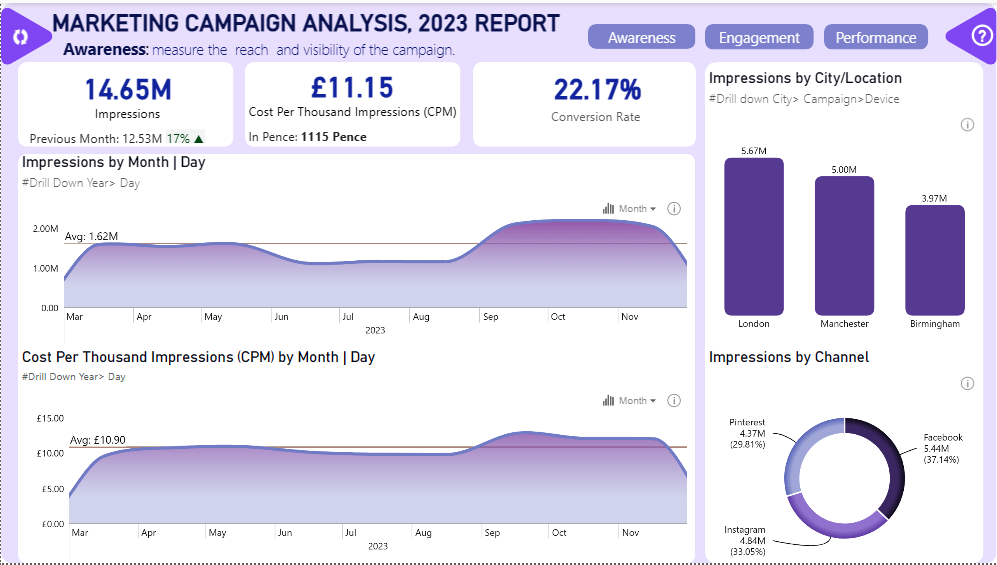 MARKETING CAMPAIGN ANALYSIS, 2023 REPORT
Awareness: measure the reach and visibility of the campaign.
Awareness
Engagement
Performance
?
14.65M
Impressions
Previous Month: 12.53M 17% ▲
£11.15
Cost Per Thousand Impressions (CPM)
In Pence: 1115 Pence
22.17%
Conversion Rate
Impressions by Month | Day
#Drill Down Year> Day
Month
2.00M
1.00M
0.00
Avg: 1.62M
Mar
Apr
May
Jun
Jul
Aug
Sep
Oct
Nov
2023
Cost Per Thousand Impressions (CPM) by Month | Day
#Drill Down Year> Day
Month
£15.00
£10.00
£5.00
£0.00
Avg: £10.90
Mar
Apr
May
Jun
Jul
Aug
Sep
Oct
Nov
2023
Impressions by City/Location
#Drill down City> Campaign>Device
5.67M
5.00M
3.97M
London
Manchester
Birmingham
Impressions by Channel
Pinterest
4.37M
(29.81%)
Facebook
5.44M
(37.14%)
Instagram
4.84M
(33.05%)